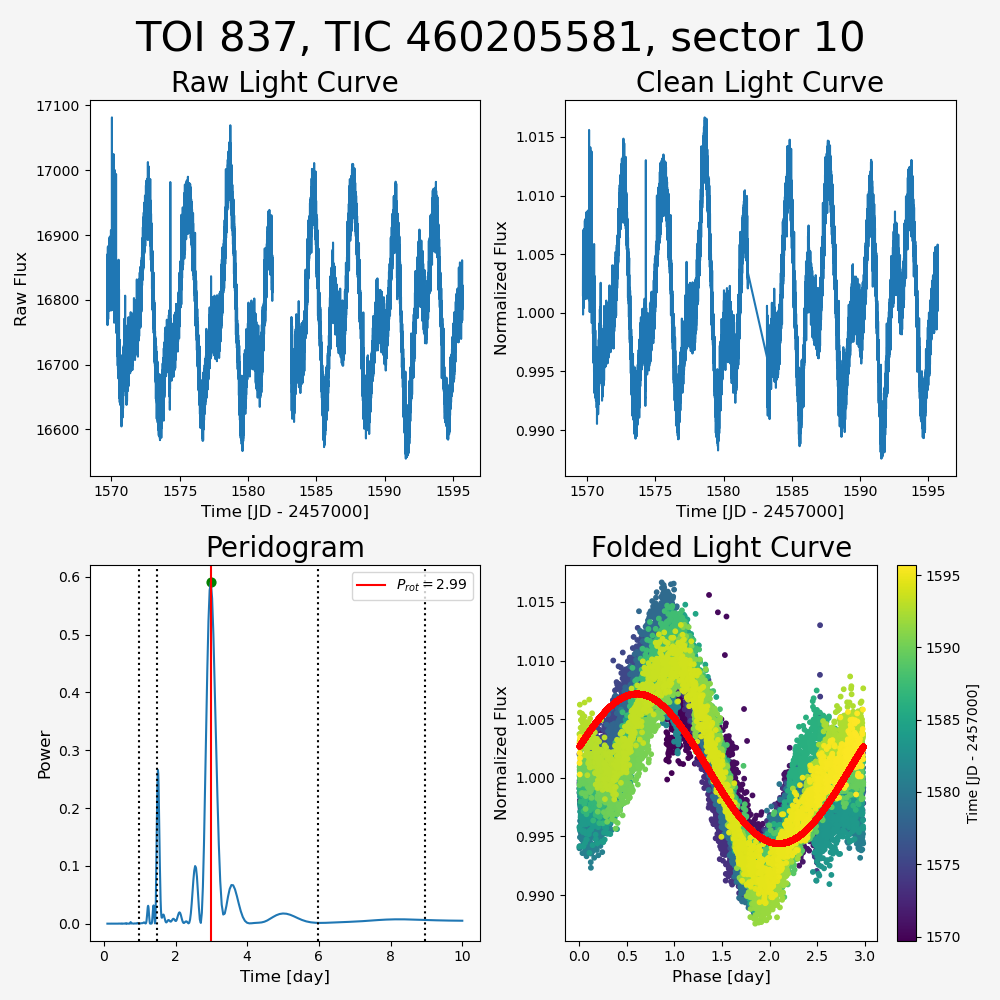 TOI 837, TIC 460205581, sector 10
Raw Light Curve
17100
17000
16900
16800
16700
16600
Raw Flux
1570 1575 1580 1585 1590 1595
Time [JD - 2457000]
Clean Light Curve
1.015
1.010
1.005
1.000
0.995
0.990
Normalized Flux
1570 1575 1580 1585 1590 1595
Time [JD - 2457000]
Peridogram
0.6
0.5
0.4
0.3
0.2
0.1
0.0
Power
P_rot = 2.99
0 2 4 6 8 10
Time [day]
Folded Light Curve
1.015
1.010
1.005
1.000
0.995
0.990
Normalized Flux
0.0 0.5 1.0 1.5 2.0 2.5 3.0
Phase [day]
1595
1590
1585
1580
1575
1570
Time [JD - 2457000]